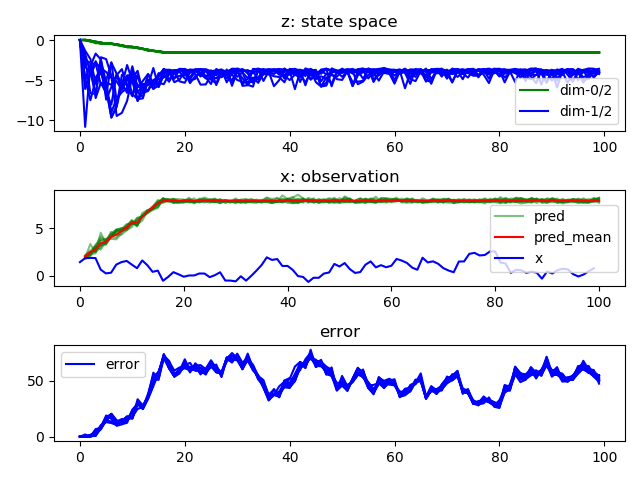 z: state space
0
−5
−10
dim-0/2
dim-1/2
0 20 40 60 80 100
x: observation
5
0
pred
pred_mean
x
0 20 40 60 80 100
error
50
0
error
0 20 40 60 80 100